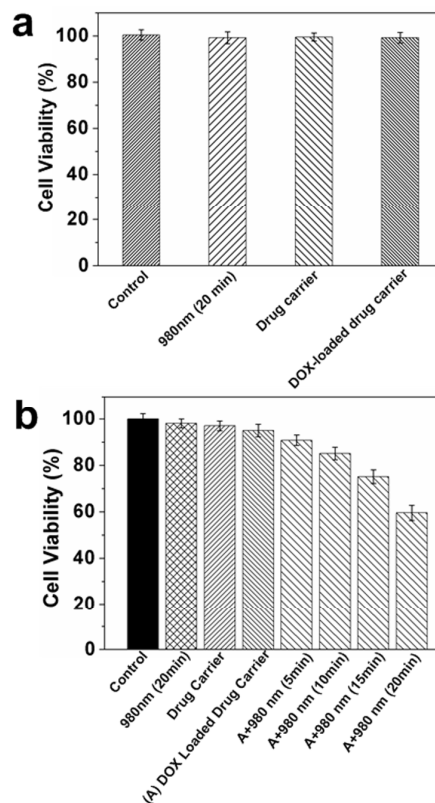 a
Cell Viability (%)
100
80
60
40
20
0
Control
980nm (20 min)
Drug carrier
DOX-loaded drug carrier
b
Cell Viability (%)
100
80
60
40
20
0
Control
980nm (20min)
Drug Carrier
(A) DOX Loaded Drug Carrier
A+980 nm (5min)
A+980 nm (10min)
A+980 nm (15min)
A+980 nm (20min)